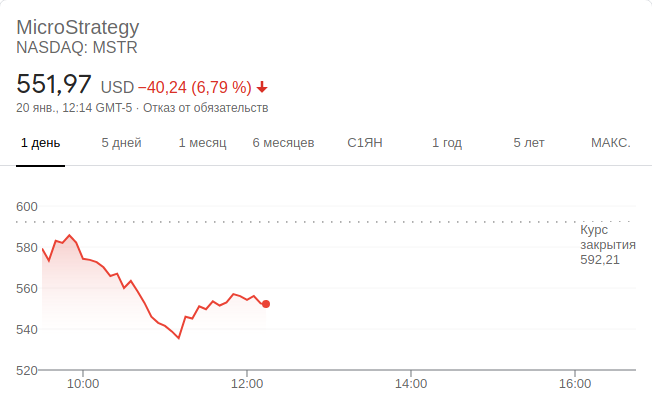 MicroStrategy
NASDAQ: MSTR
551,97 USD −40,24 (6,79 %)
20 янв., 12:14 GMT-5 · Отказ от обязательств
1 день 5 дней 1 месяц 6 месяцев С1ЯН 1 год 5 лет МАКС.
600
Курс
580 закрытия
592,21
560
540
520
10:00 12:00 14:00 16:00